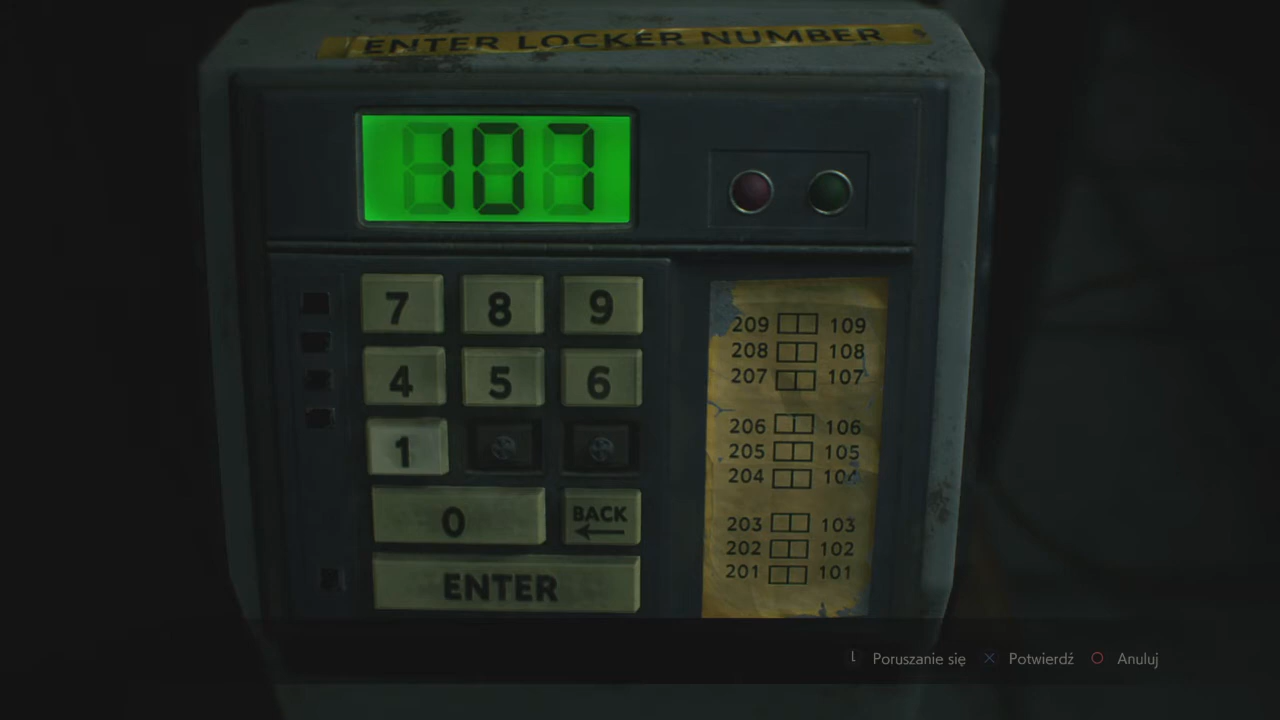 ENTER LOCKER NUMBER
107
7 8 9
4 5 6
1
0 BACK
ENTER
209 109
208 108
207 107
206 106
205 105
204 104
203 103
202 102
201 101
L Poruszanie się Potwierdź Anuluj